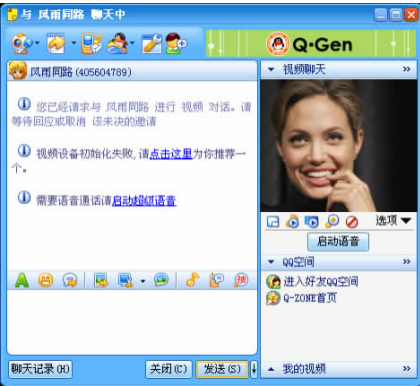 与 风雨同路 聊天中
Q·Gen
风雨同路 (405604789)
视频聊天
您已经请求与 风雨同路 进行 视频 对话。请
等待回应或取消 该未决的邀请
视频设备初始化失败,请点击这里为你推荐一
个。
需要语音通话请启动超级语音
选项
启动语音
QQ空间
进入好友QQ空间
Q-ZONE首页
聊天记录(H)
关闭(C)
发送(S)
我的视频